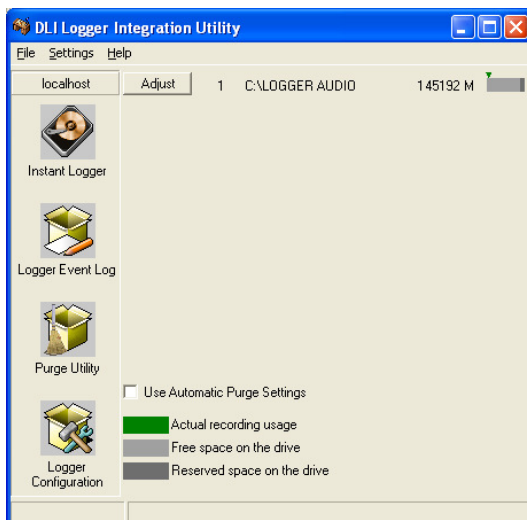 DLI Logger Integration Utility
File Settings Help
localhost
Adjust 1 C:\LOGGER AUDIO 145192 M
Instant Logger
Logger Event Log
Purge Utility
Use Automatic Purge Settings
Actual recording usage
Free space on the drive
Reserved space on the drive
Logger
Configuration